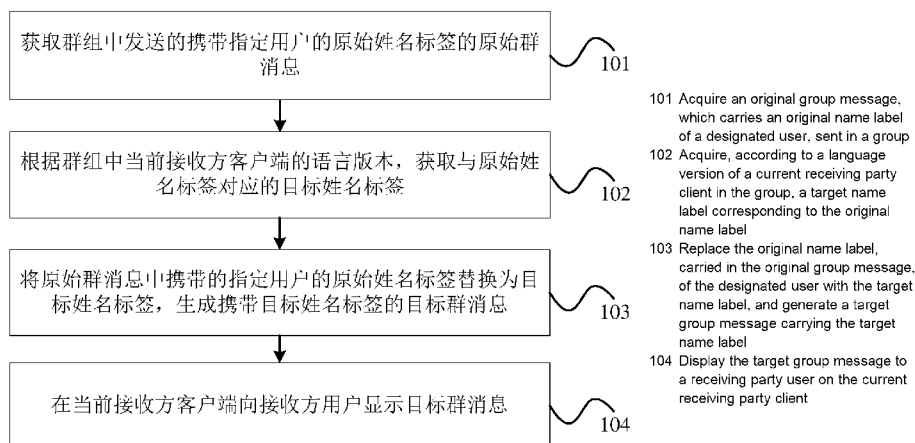 获取群组中发送的携带指定用户的原始姓名标签的原始群
消息
101
根据群组中当前接收方客户端的语言版本，获取与原始姓
名标签对应的目标姓名标签
102
将原始群消息中携带的指定用户的原始姓名标签替换为目
标姓名标签，生成携带目标姓名标签的目标群消息
103
在当前接收方客户端向接收方用户显示目标群消息
104
101 Acquire an original group message,
which carries an original name label
of a designated user, sent in a group
102 Acquire, according to a language
version of a current receiving party
client in the group, a target name
label corresponding to the original
name label
103 Replace the original name label,
carried in the original group message,
of the designated user with the target
name label, and generate a target
group message carrying the target
name label
104 Display the target group message to
a receiving party user on the current
receiving party client